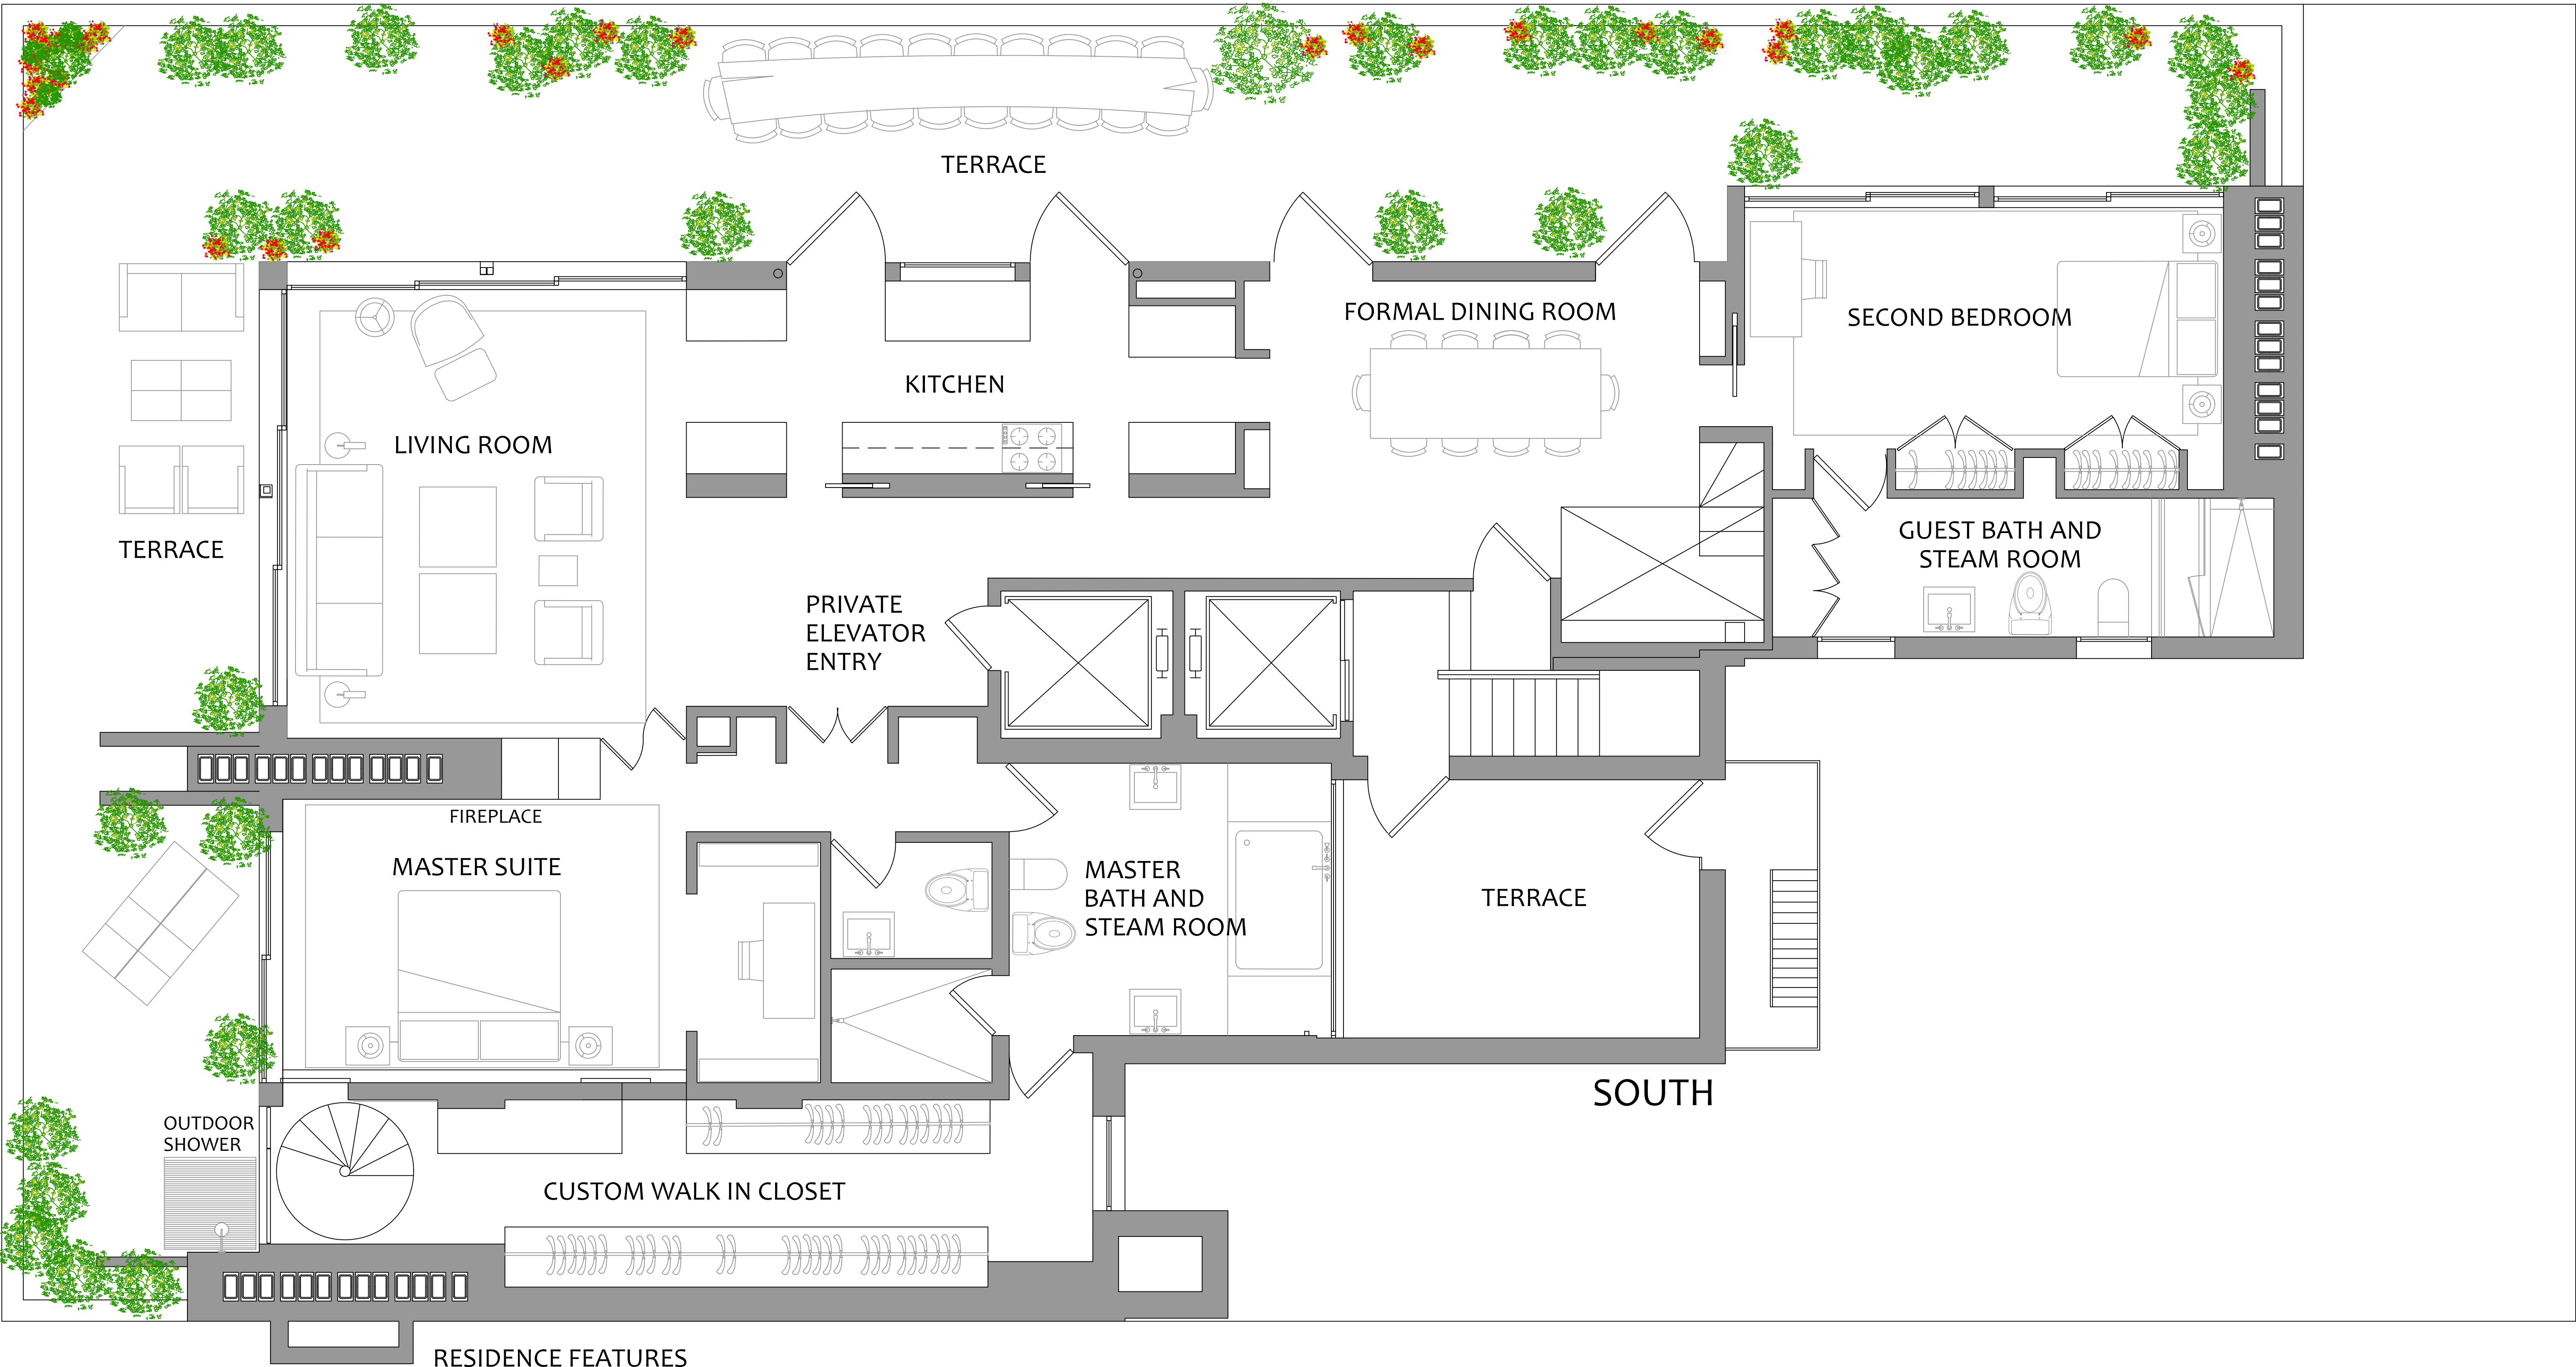 TERRACE
FORMAL DINING ROOM
SECOND BEDROOM
KITCHEN
LIVING ROOM
TERRACE
GUEST BATH AND
STEAM ROOM
PRIVATE
ELEVATOR
ENTRY
FIREPLACE
MASTER SUITE
MASTER
BATH AND
STEAM ROOM
TERRACE
SOUTH
OUTDOOR
SHOWER
CUSTOM WALK IN CLOSET
RESIDENCE FEATURES